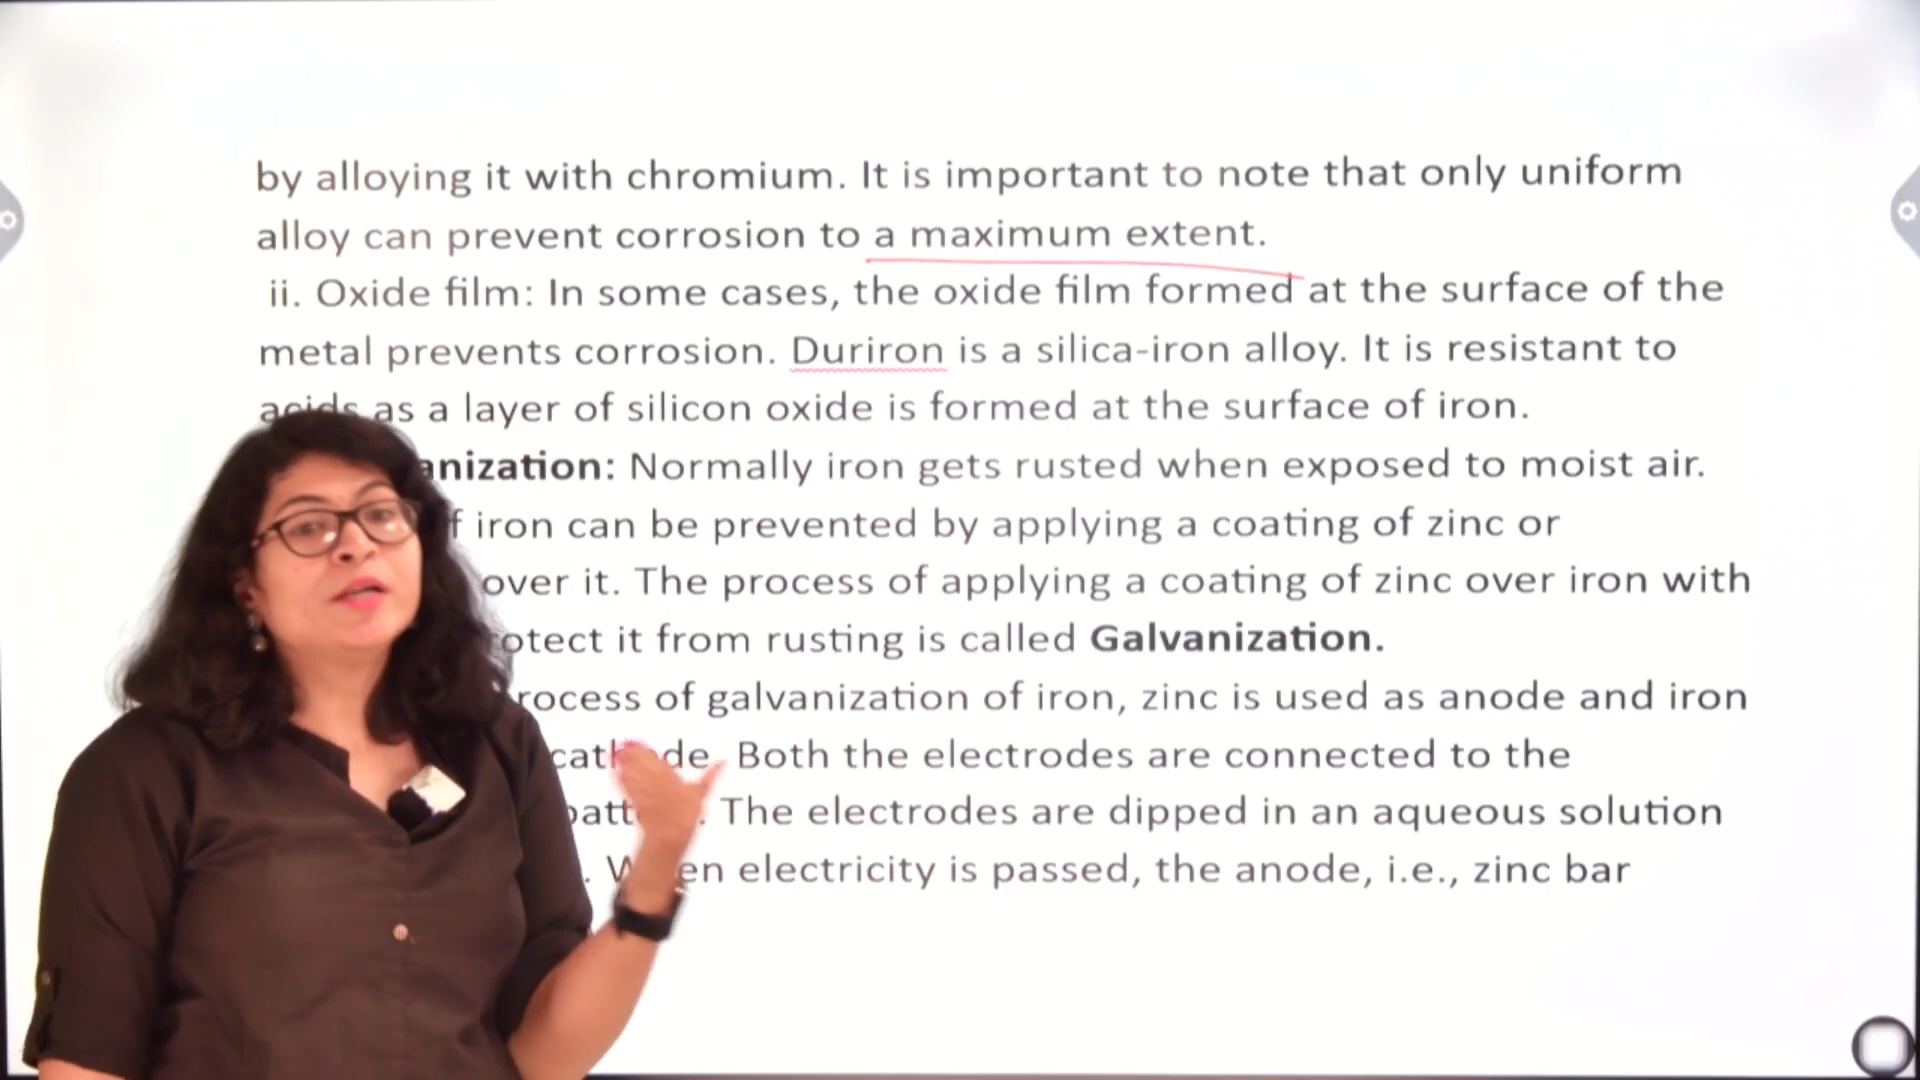 by alloying it with chromium. It is important to note that only uniform
alloy can prevent corrosion to a maximum extent.
ii. Oxide film: In some cases, the oxide film formed at the surface of the
metal prevents corrosion. Duriron is a silica-iron alloy. It is resistant to
acids as a layer of silicon oxide is formed at the surface of iron.
anization: Normally iron gets rusted when exposed to moist air.
f iron can be prevented by applying a coating of zinc or
over it. The process of applying a coating of zinc over iron with
otect it from rusting is called Galvanization.
rocess of galvanization of iron, zinc is used as anode and iron
Both the electrodes are connected to the
The electrodes are dipped in an aqueous solution
electricity is passed, the anode, i.e., zinc bar